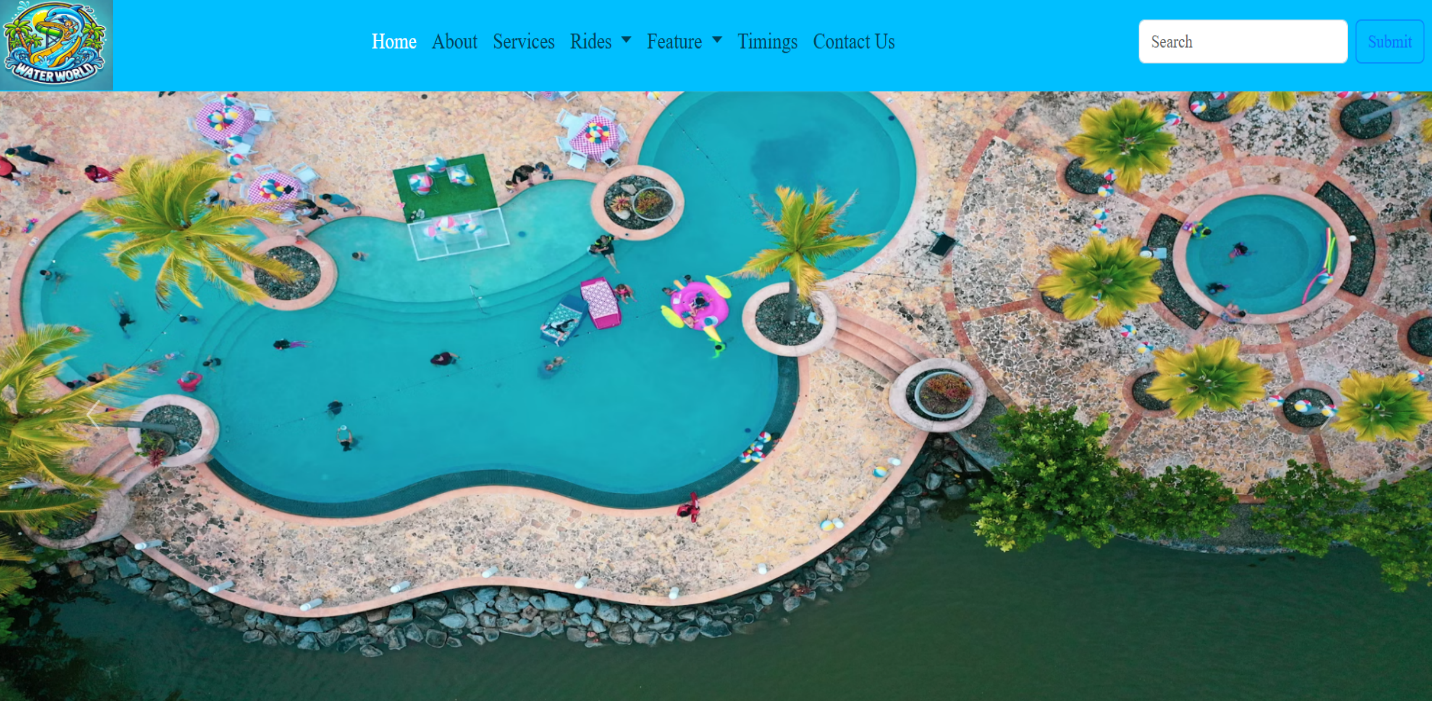 WATER WORLD
Home About Services Rides Feature Timings Contact Us
Search
Submit